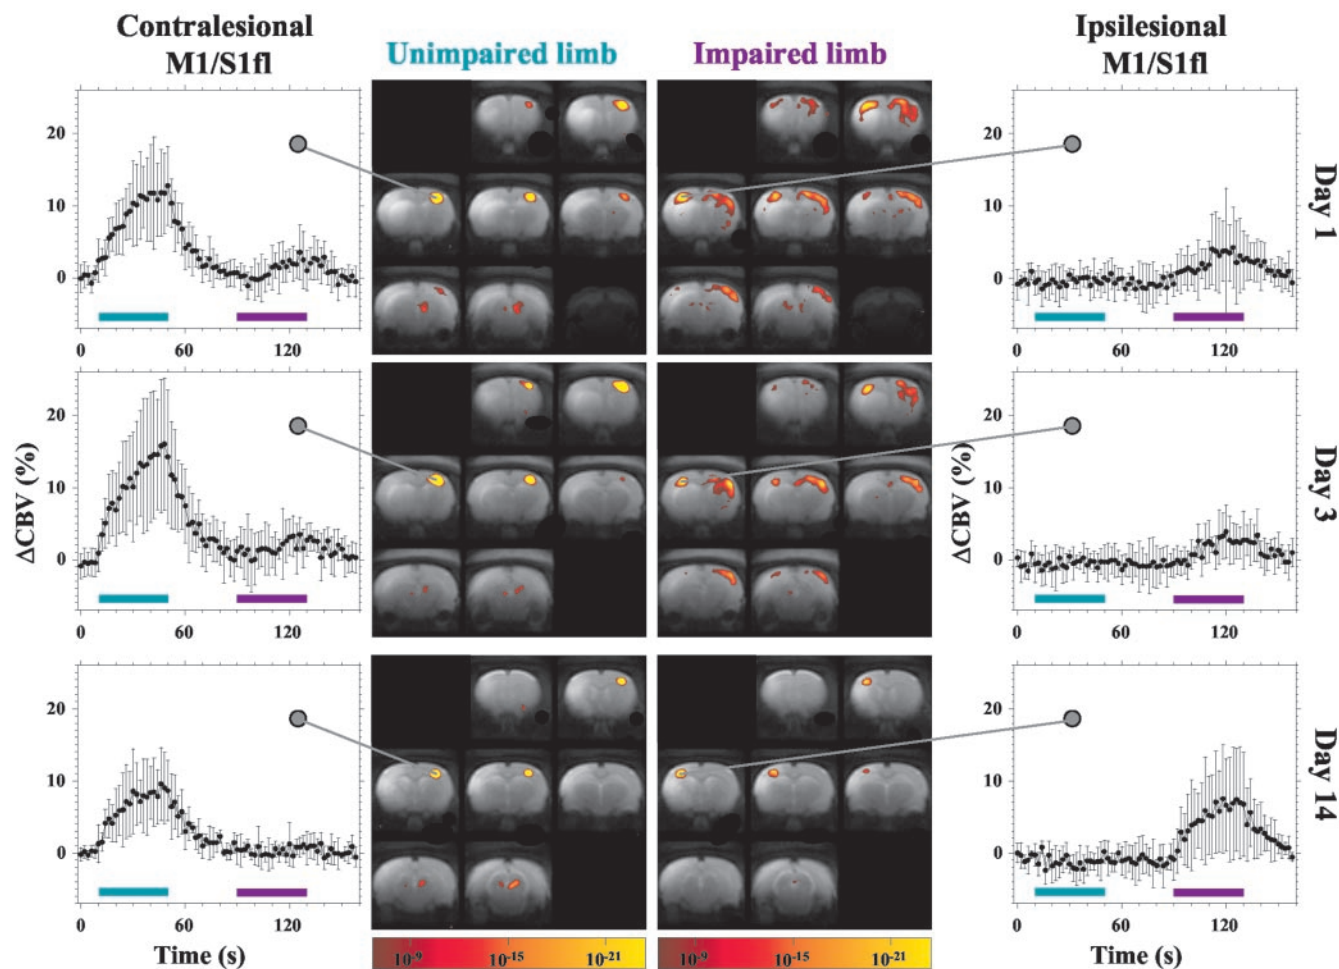 Contralesional
M1/S1fl
Unimpaired limb
Impaired limb
Ipsilesional
M1/S1fl
20
10
0
0 60 120
20
10
0
0 60 120
Day 1
20
10
0
0 60 120
ΔCBV (%)
20
10
0
0 60 120
ΔCBV (%)
Day 3
20
10
0
0 60 120
Time (s)
10-9 10-15 10-21
10-9 10-15 10-21
20
10
0
0 60 120
Time (s)
Day 14